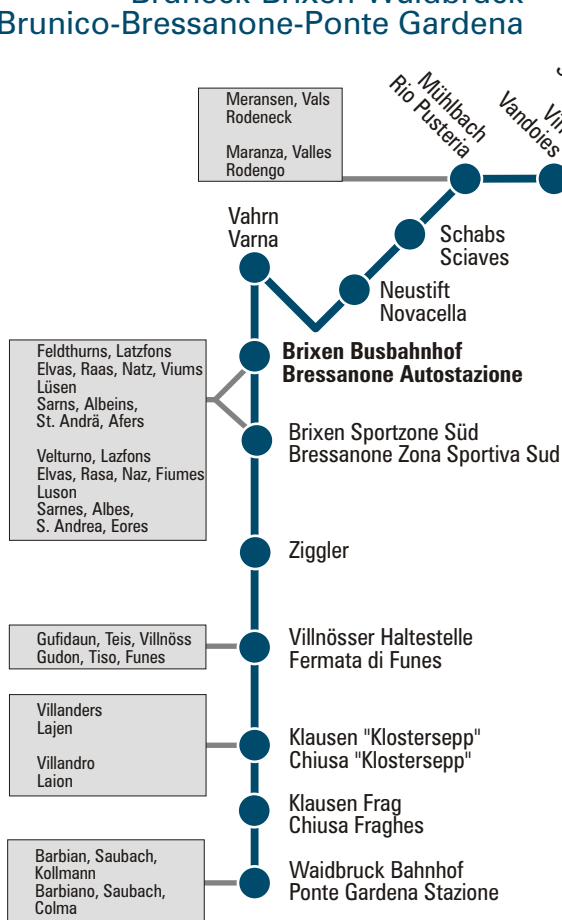 Bruneck-Brixen-Waidbruck
Brunico-Bressanone-Ponte Gardena
Meransen, Vals
Rodeneck
Maranza, Valles
Rodengo
Mühlbach
Rio Pusteria
Vandoies
Vahrn
Varna
Schabs
Sciaves
Neustift
Novacella
Feldthurns, Latzfons
Elvas, Raas, Natz, Viums
Lüsen
Sarns, Albeins,
St. Andrä, Afers
Velturno, Lazfons
Elvas, Rasa, Naz, Fiumes
Luson
Sarnes, Albes,
S. Andrea, Eores
Brixen Busbahnhof
Bressanone Autostazione
Brixen Sportzone Süd
Bressanone Zona Sportiva Sud
Ziggler
Gufidaun, Teis, Villnöss
Gudon, Tiso, Funes
Villnösser Haltestelle
Fermata di Funes
Villanders
Lajen
Villandro
Laion
Klausen "Klostersepp"
Chiusa "Klostersepp"
Klausen Frag
Chiusa Fraghes
Barbian, Saubach,
Kollmann
Barbiano, Saubach,
Colma
Waidbruck Bahnhof
Ponte Gardena Stazione